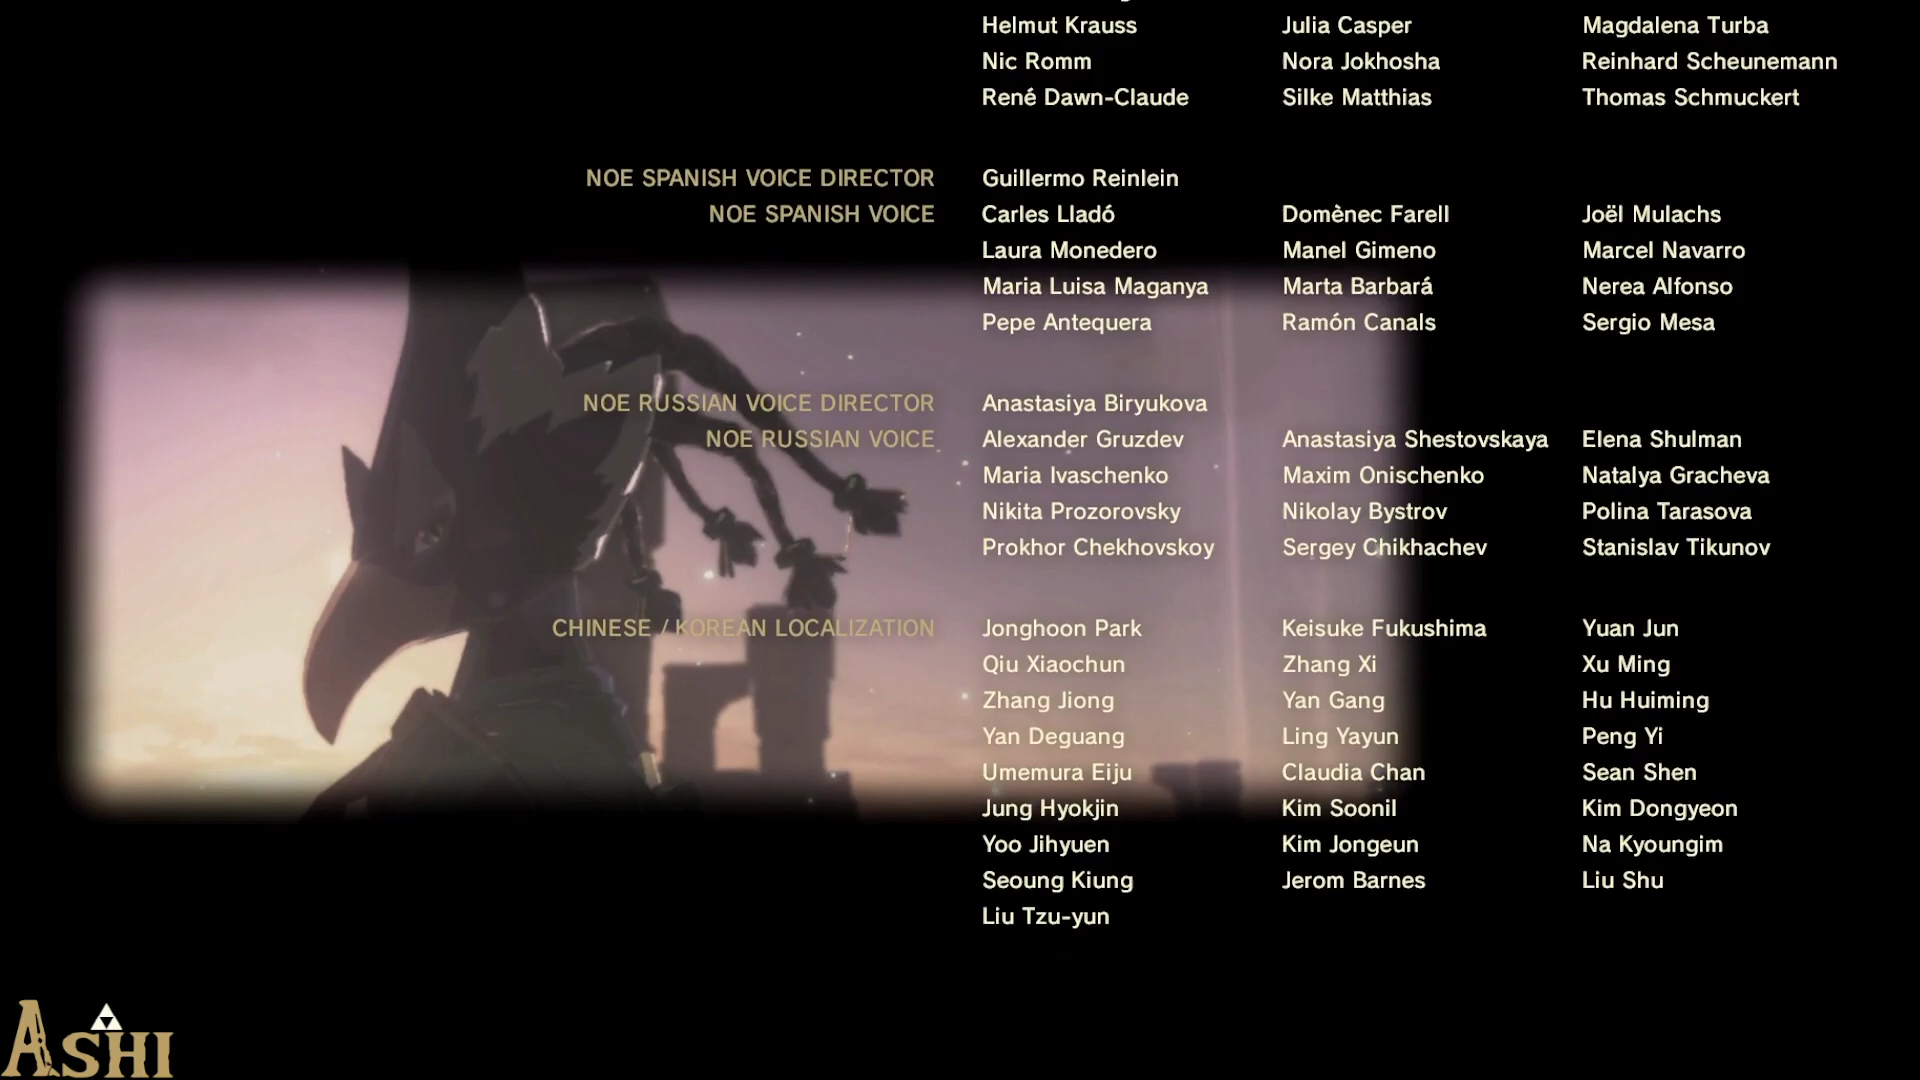 Helmut Krauss Julia Casper Magdalena Turba
Nic Romm Nora Jokhosha Reinhard Scheunemann
René Dawn-Claude Silke Matthias Thomas Schmuckert
NOE SPANISH VOICE DIRECTOR Guillermo Reinlein
NOE SPANISH VOICE Carles Lladó Domènec Farell Joël Mulachs
Laura Monedero Manel Gimeno Marcel Navarro
Maria Luisa Maganya Marta Barbará Nerea Alfonso
Pepe Antequera Ramón Canals Sergio Mesa
NOE RUSSIAN VOICE DIRECTOR Anastasiya Biryukova
NOE RUSSIAN VOICE Alexander Gruzdev Anastasiya Shestovskaya Elena Shulman
Maria Ivaschenko Maxim Onischenko Natalya Gracheva
Nikita Prozorovsky Nikolay Bystrov Polina Tarasova
Prokhor Chekhovskoy Sergey Chikhachev Stanislav Tikunov
CHINESE / KOREAN LOCALIZATION Jonghoon Park Keisuke Fukushima Yuan Jun
Qiu Xiaochun Zhang Xi Xu Ming
Zhang Jiong Yan Gang Hu Huiming
Yan Deguang Ling Yayun Peng Yi
Umemura Eiju Claudia Chan Sean Shen
Jung Hyokjin Kim Soonil Kim Dongyeon
Yoo Jihyuen Kim Jongeun Na Kyoungim
Seoung Kiung Jerom Barnes Liu Shu
Liu Tzu-yun
ASHI